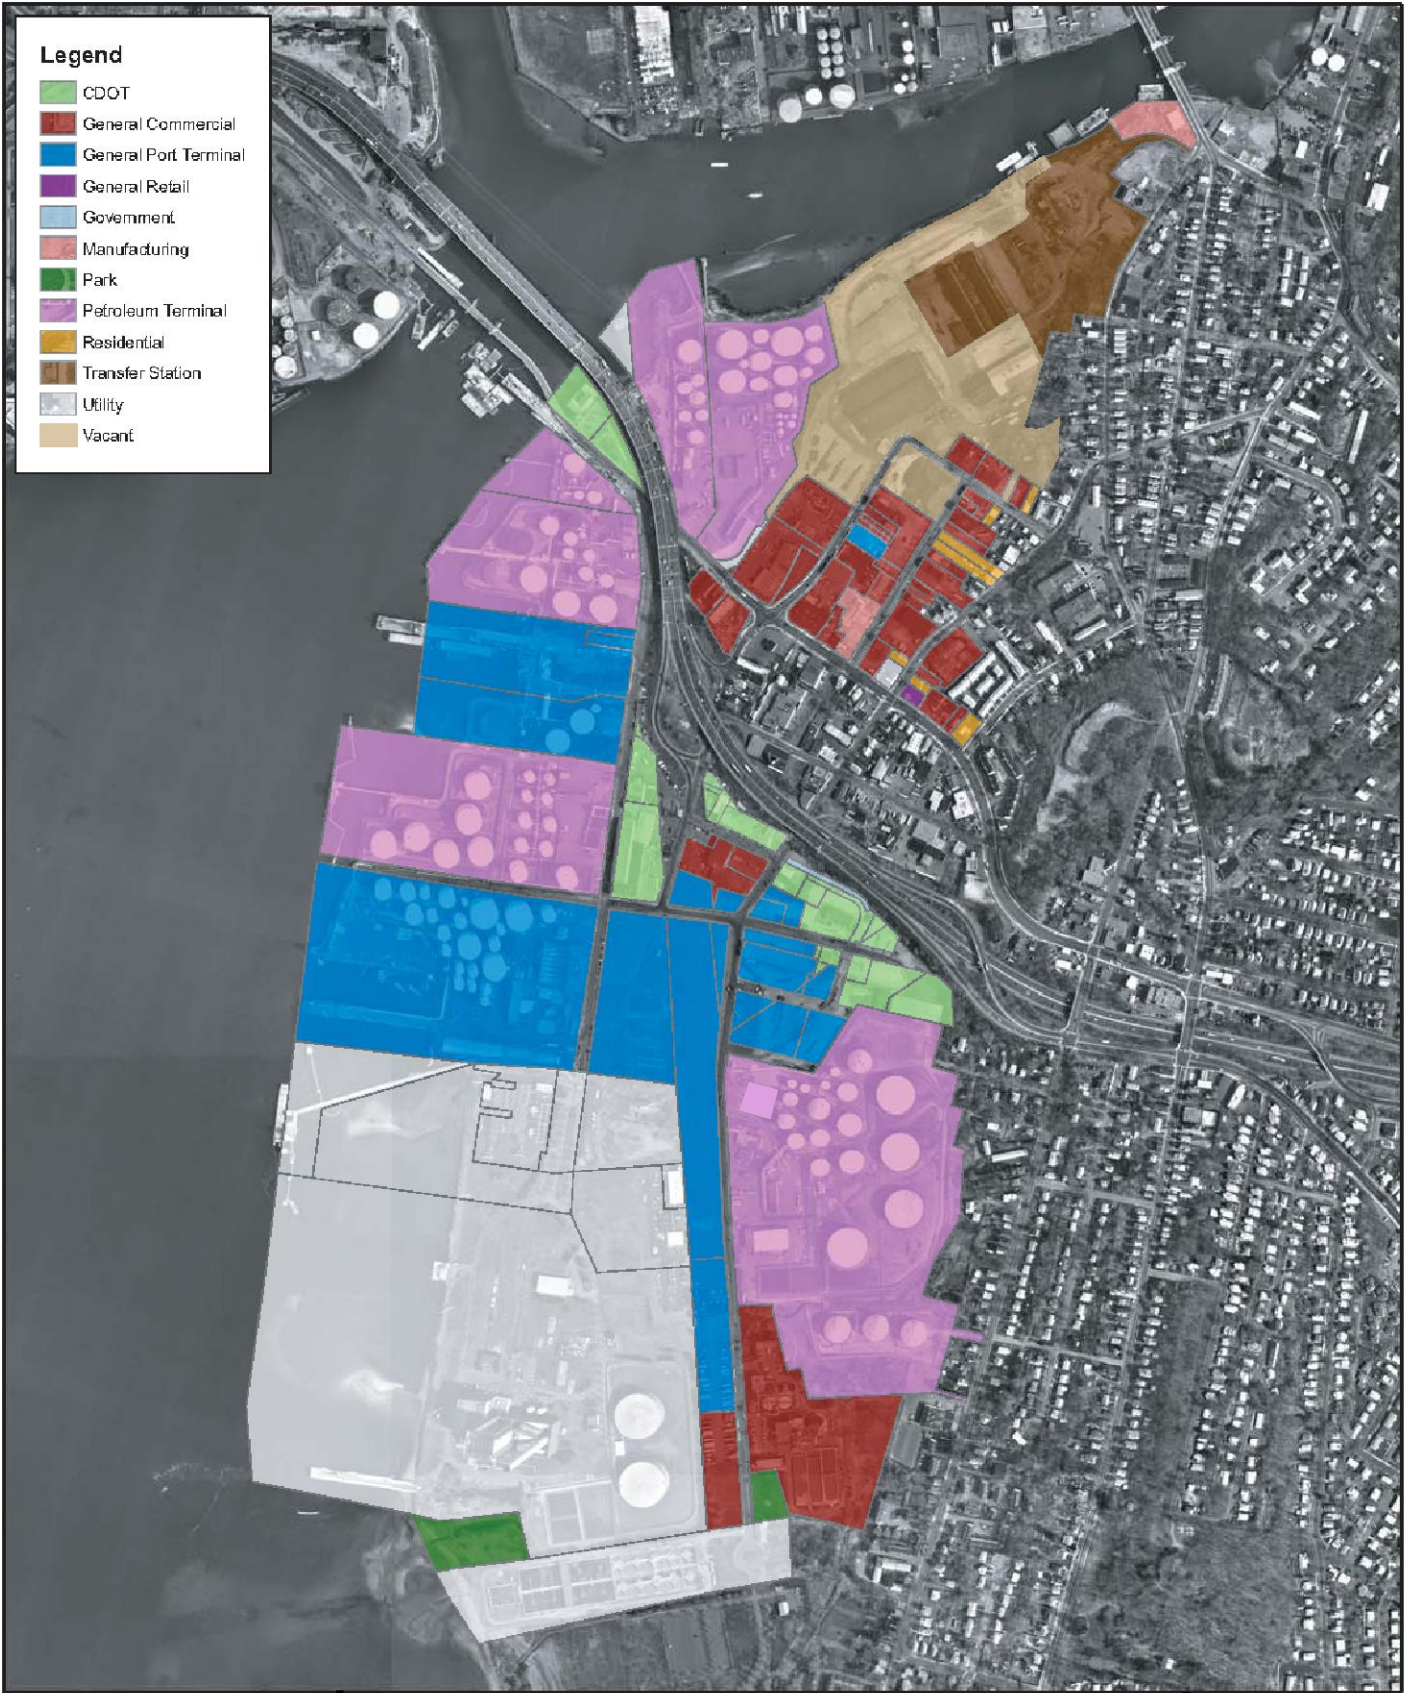 Legend
CDOT
General Commercial
General Port Terminal
General Retail
Government
Manufacturing
Park
Petroleum Terminal
Residential
Transfer Station
Utility
Vacant